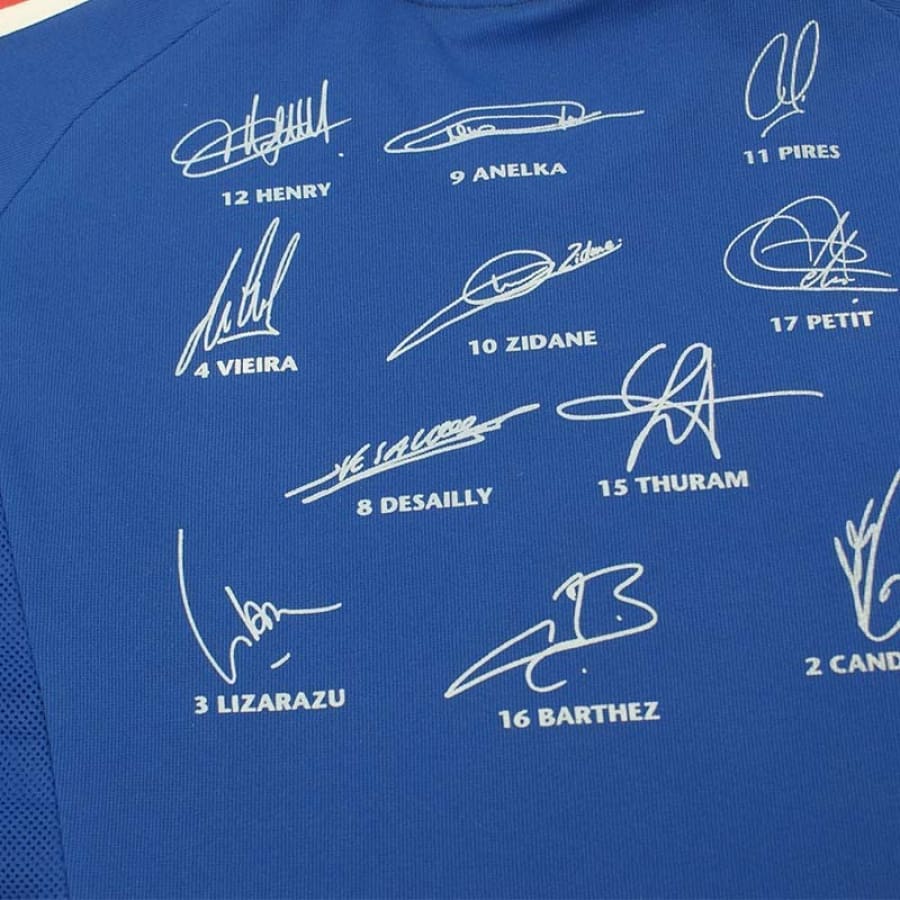 12 HENRY
9 ANELKA
11 PIRES
4 VIEIRA
10 ZIDANE
Zidane
17 PETIT
8 DESAILLY
15 THURAM
3 LIZARAZU
16 BARTHEZ
2 CAND